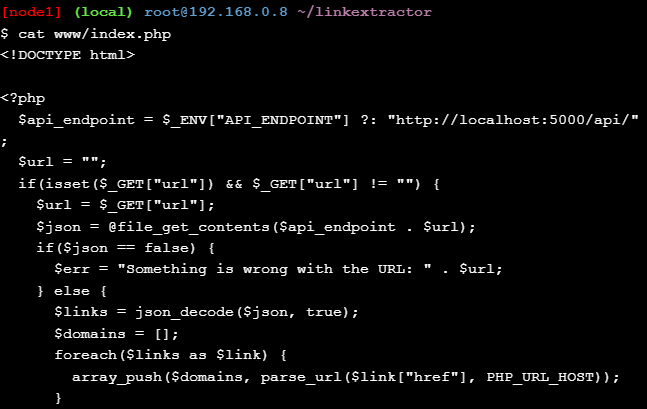 [node1] (local) root@192.168.0.8 ~/linkextractor
$ cat www/index.php
<!DOCTYPE html>

<?php
  $api_endpoint = $_ENV["API_ENDPOINT"] ?: "http://localhost:5000/api/"
;
  $url = "";
  if(isset($_GET["url"]) && $_GET["url"] != "") {
    $url = $_GET["url"];
    $json = @file_get_contents($api_endpoint . $url);
    if($json == false) {
      $err = "Something is wrong with the URL: " . $url;
    } else {
      $links = json_decode($json, true);
      $domains = [];
      foreach($links as $link) {
        array_push($domains, parse_url($link["href"], PHP_URL_HOST));
      }